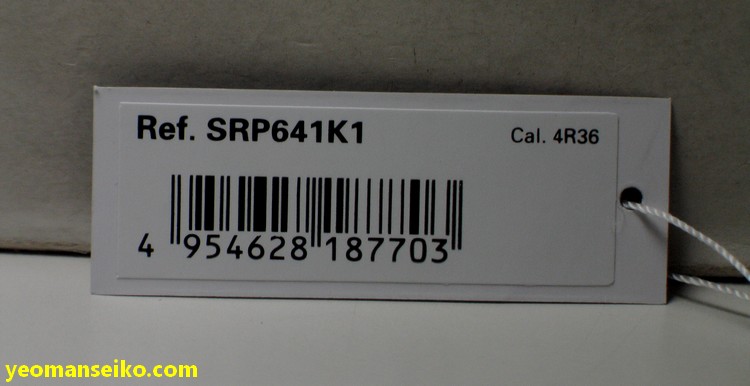 Ref. SRP641K1 Cal. 4R36
4 954628 187703
yeomanseiko.com